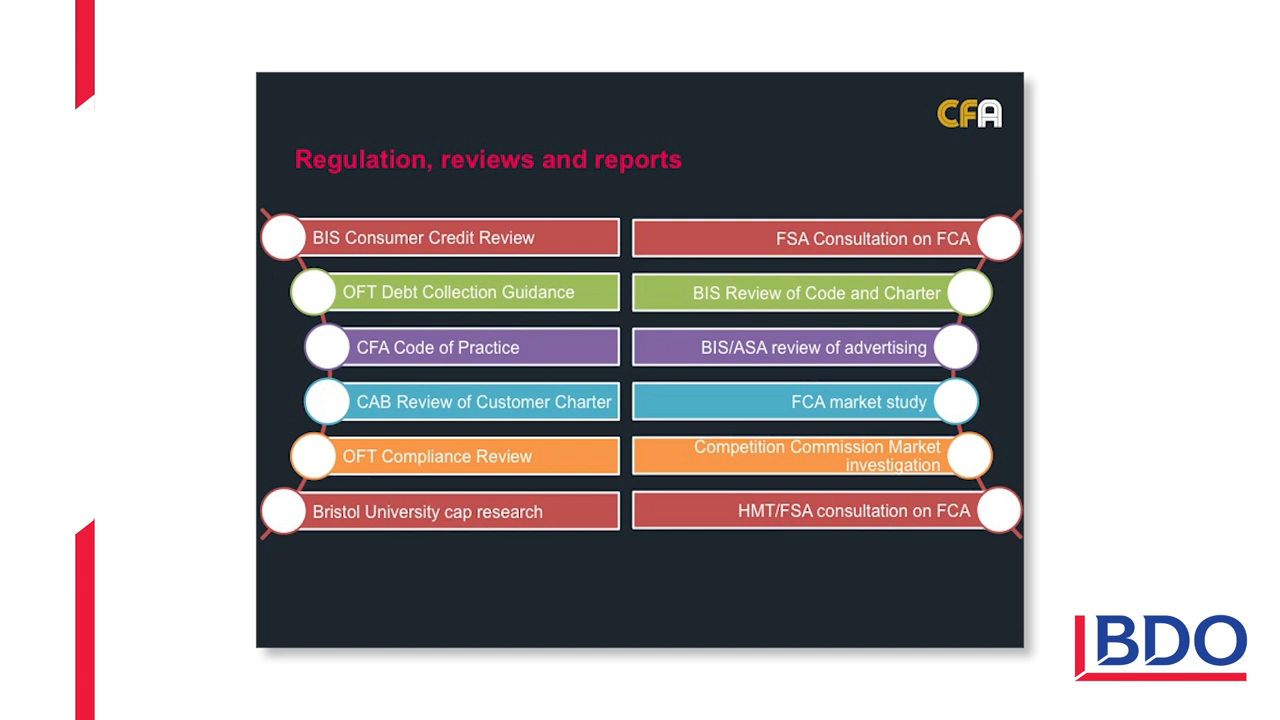 CFA
Regulation, reviews and reports
BIS Consumer Credit Review
OFT Debt Collection Guidance
CFA Code of Practice
CAB Review of Customer Charter
OFT Compliance Review
Bristol University cap research
FSA Consultation on FCA
BIS Review of Code and Charter
BIS/ASA review of advertising
FCA market study
Competition Commission Market
investigation
HMT/FSA consultation on FCA
BDO